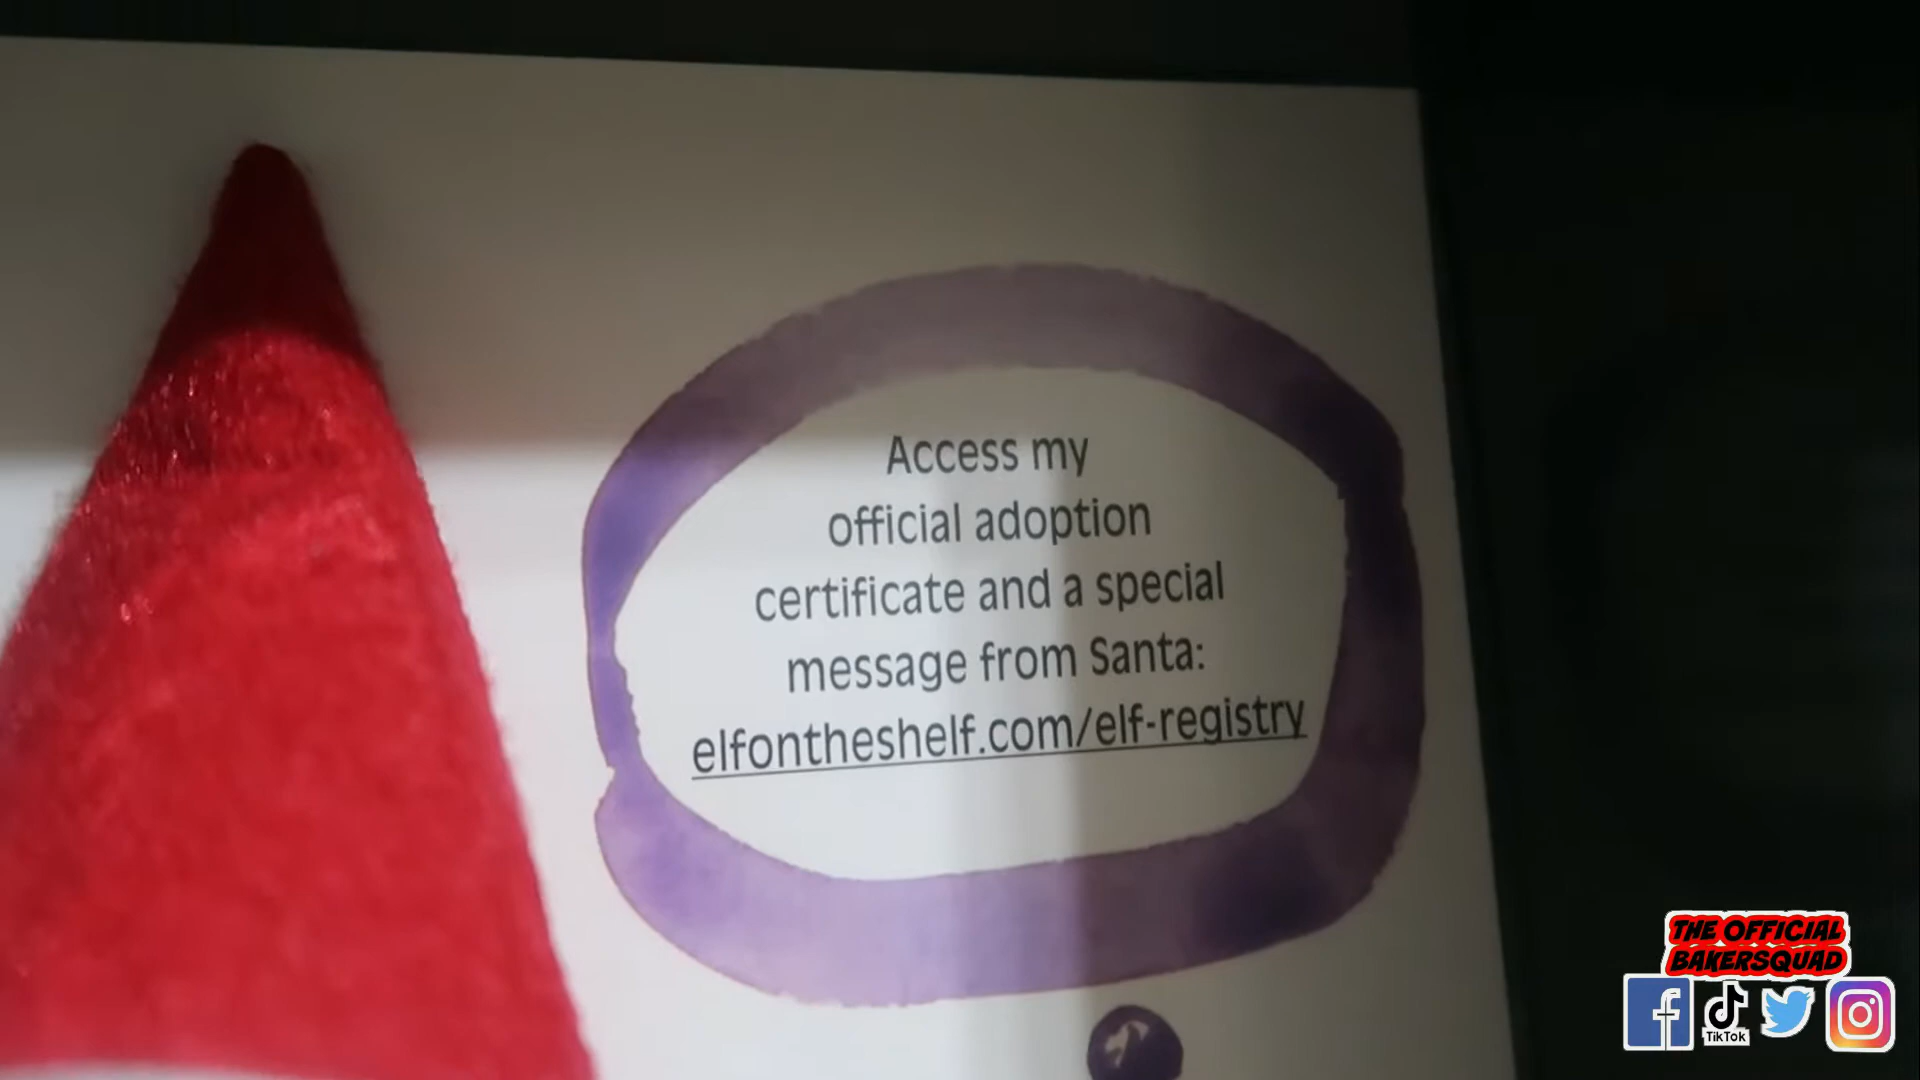 Access my
official adoption
certificate and a special
message from Santa:
elfontheshelf.com/elf-registry
THE OFFICIAL
BAKERSQUAD
TikTok